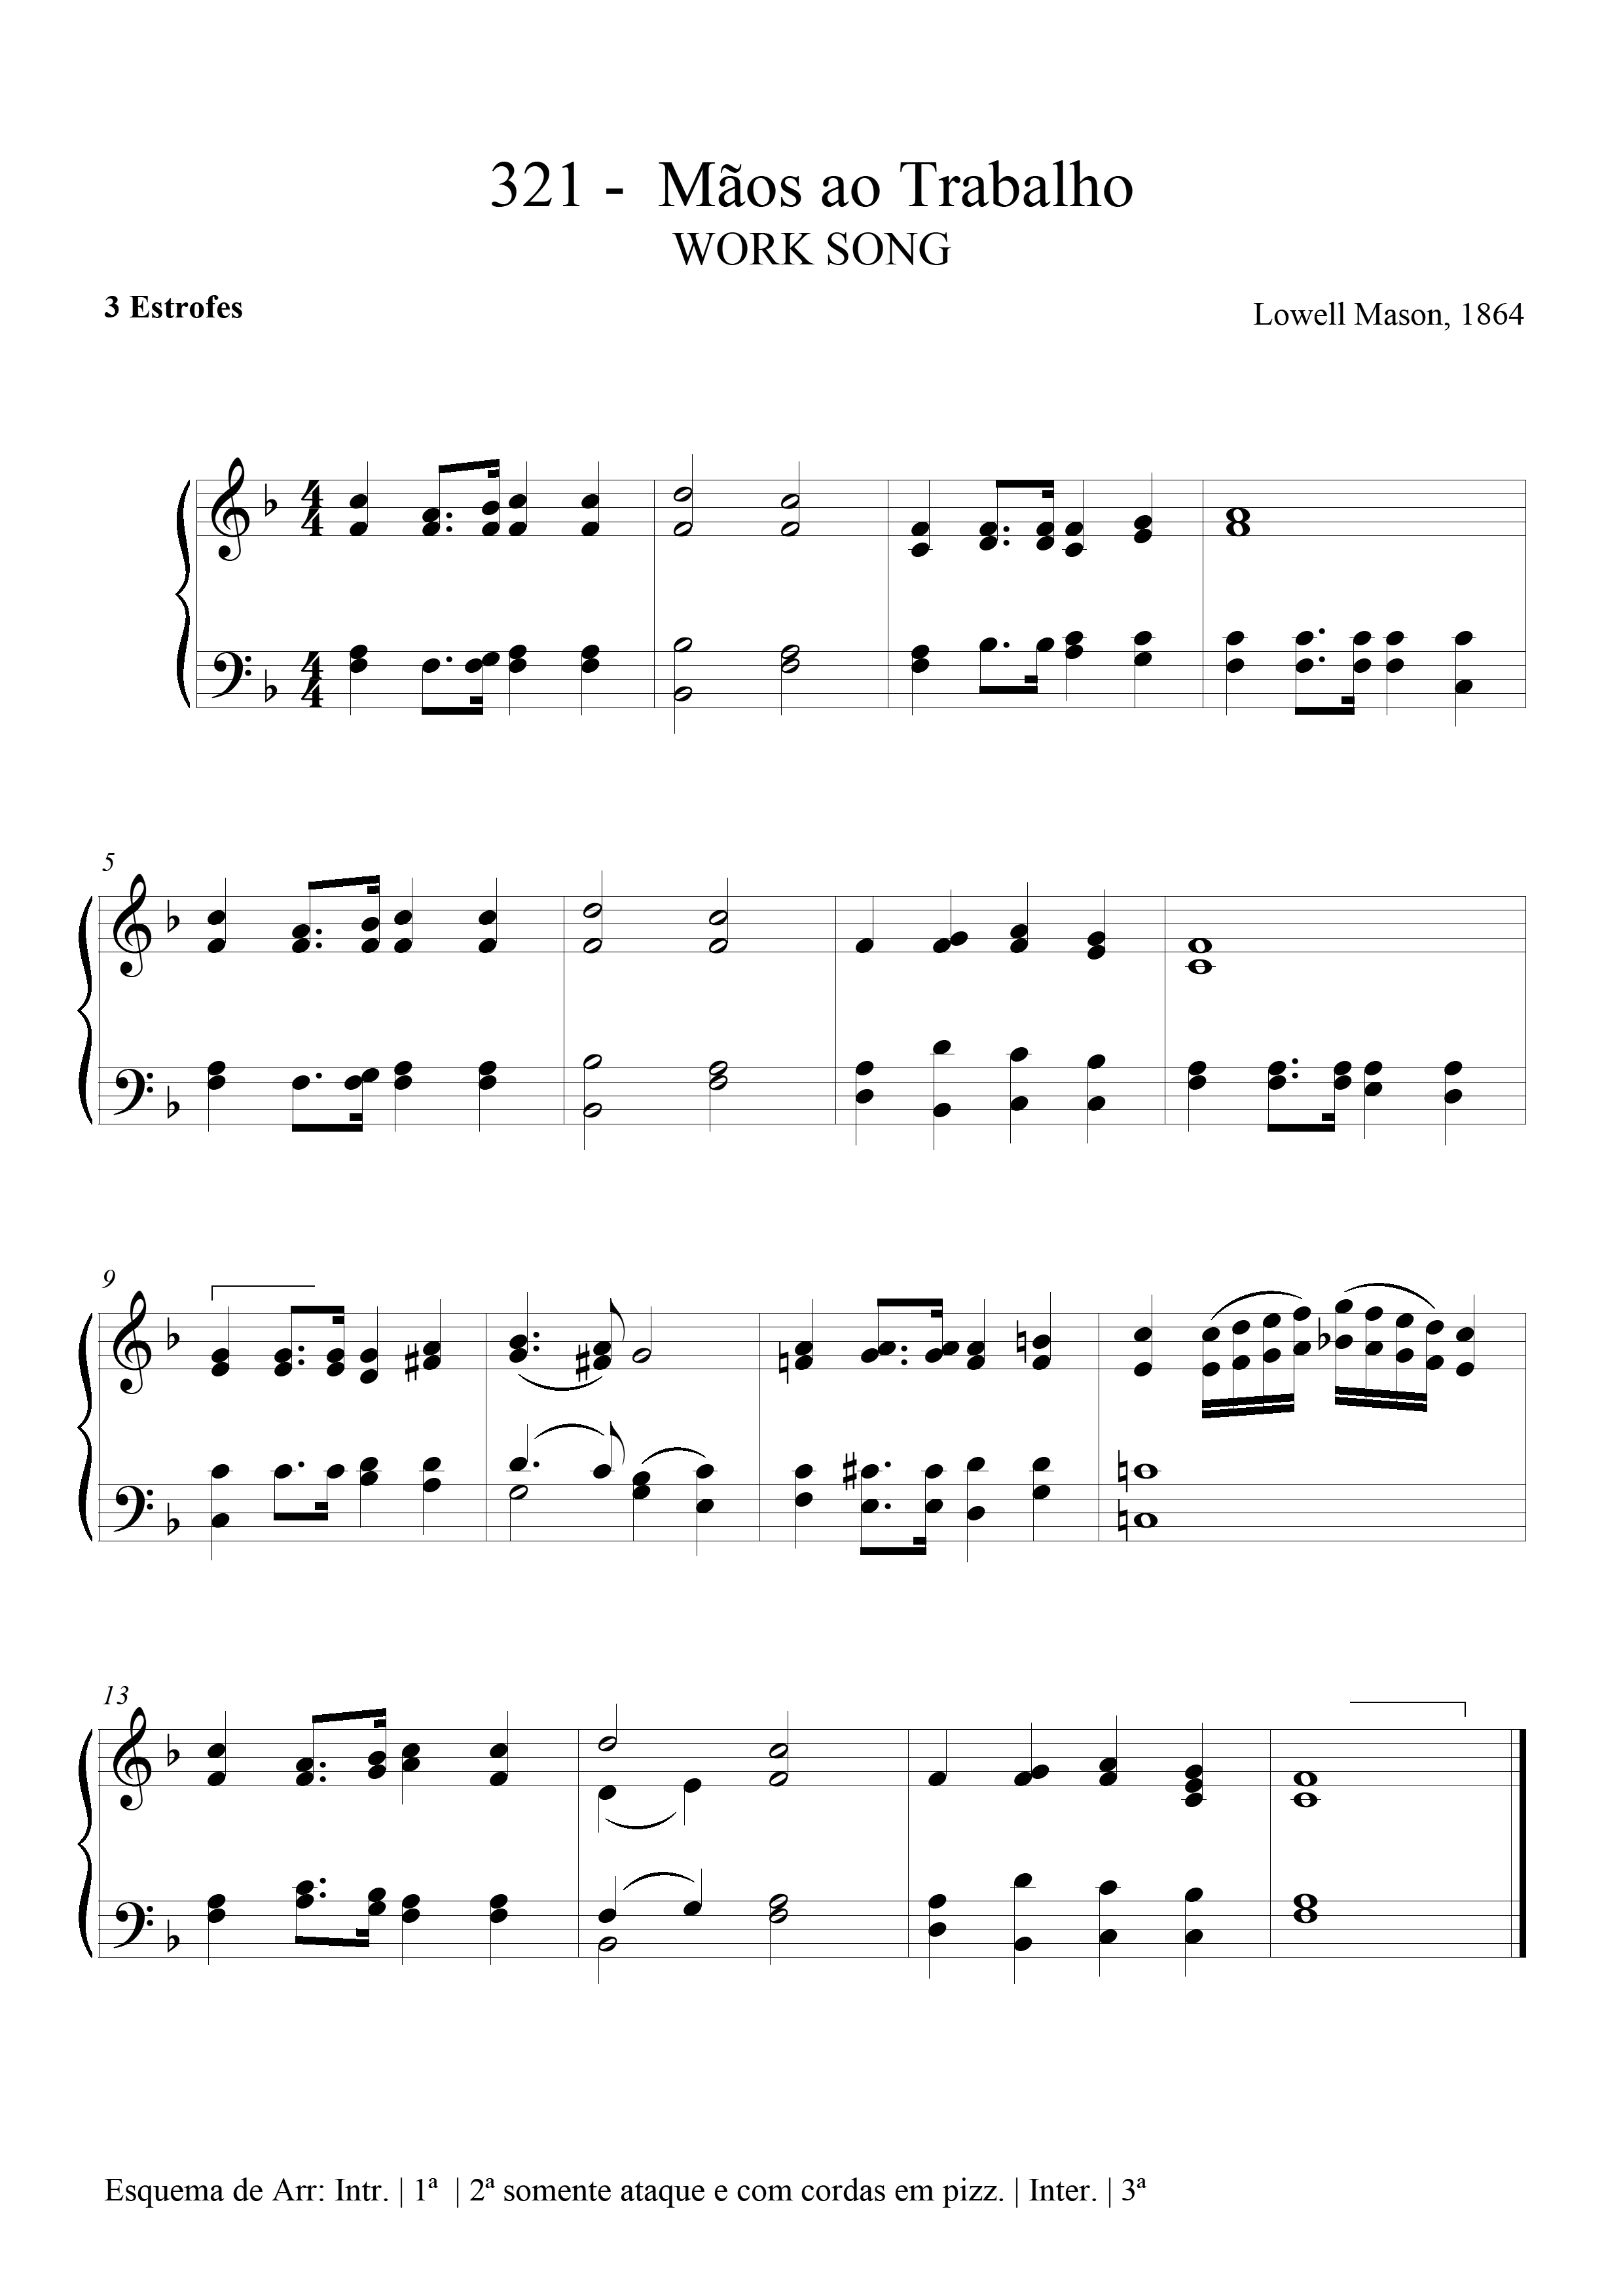 321 - Mãos ao Trabalho
WORK SONG
3 Estrofes
Lowell Mason, 1864
5
9
13
Esquema de Arr: Intr. | 1ª | 2ª somente ataque e com cordas em pizz. | Inter. | 3ª